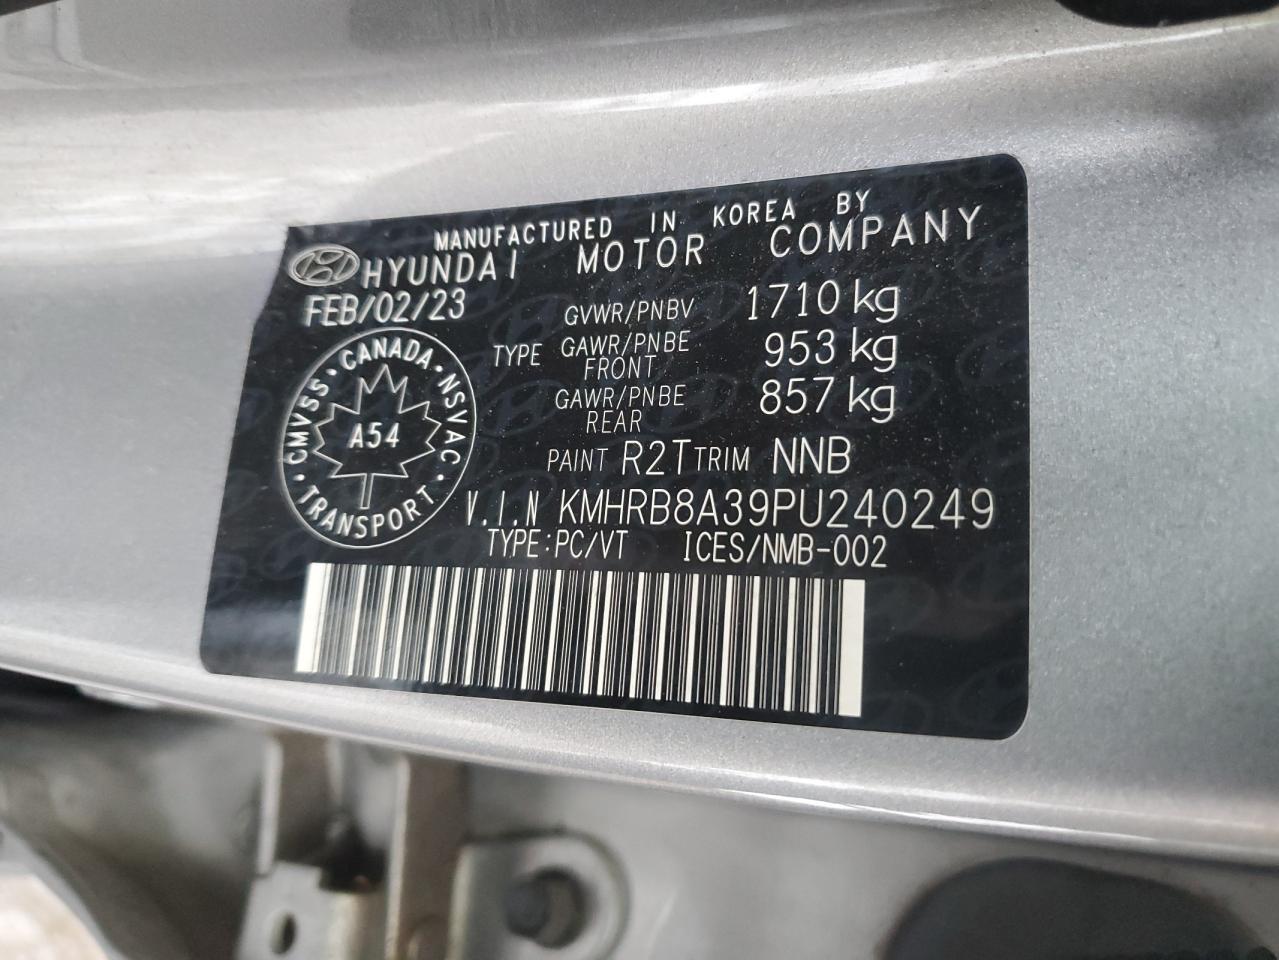 MANUFACTURED IN KOREA BY
HYUNDAI MOTOR COMPANY
FEB/02/23
GVWR/PNBV 1710 kg
TYPE GAWR/PNBE FRONT 953 kg
GAWR/PNBE REAR 857 kg
CMVSS · CANADA · NSVAC · TRANSPORT ·
A54
PAINT R2T TRIM NNB
V.I.N KMHRB8A39PU240249
TYPE:PC/VT ICES/NMB-002